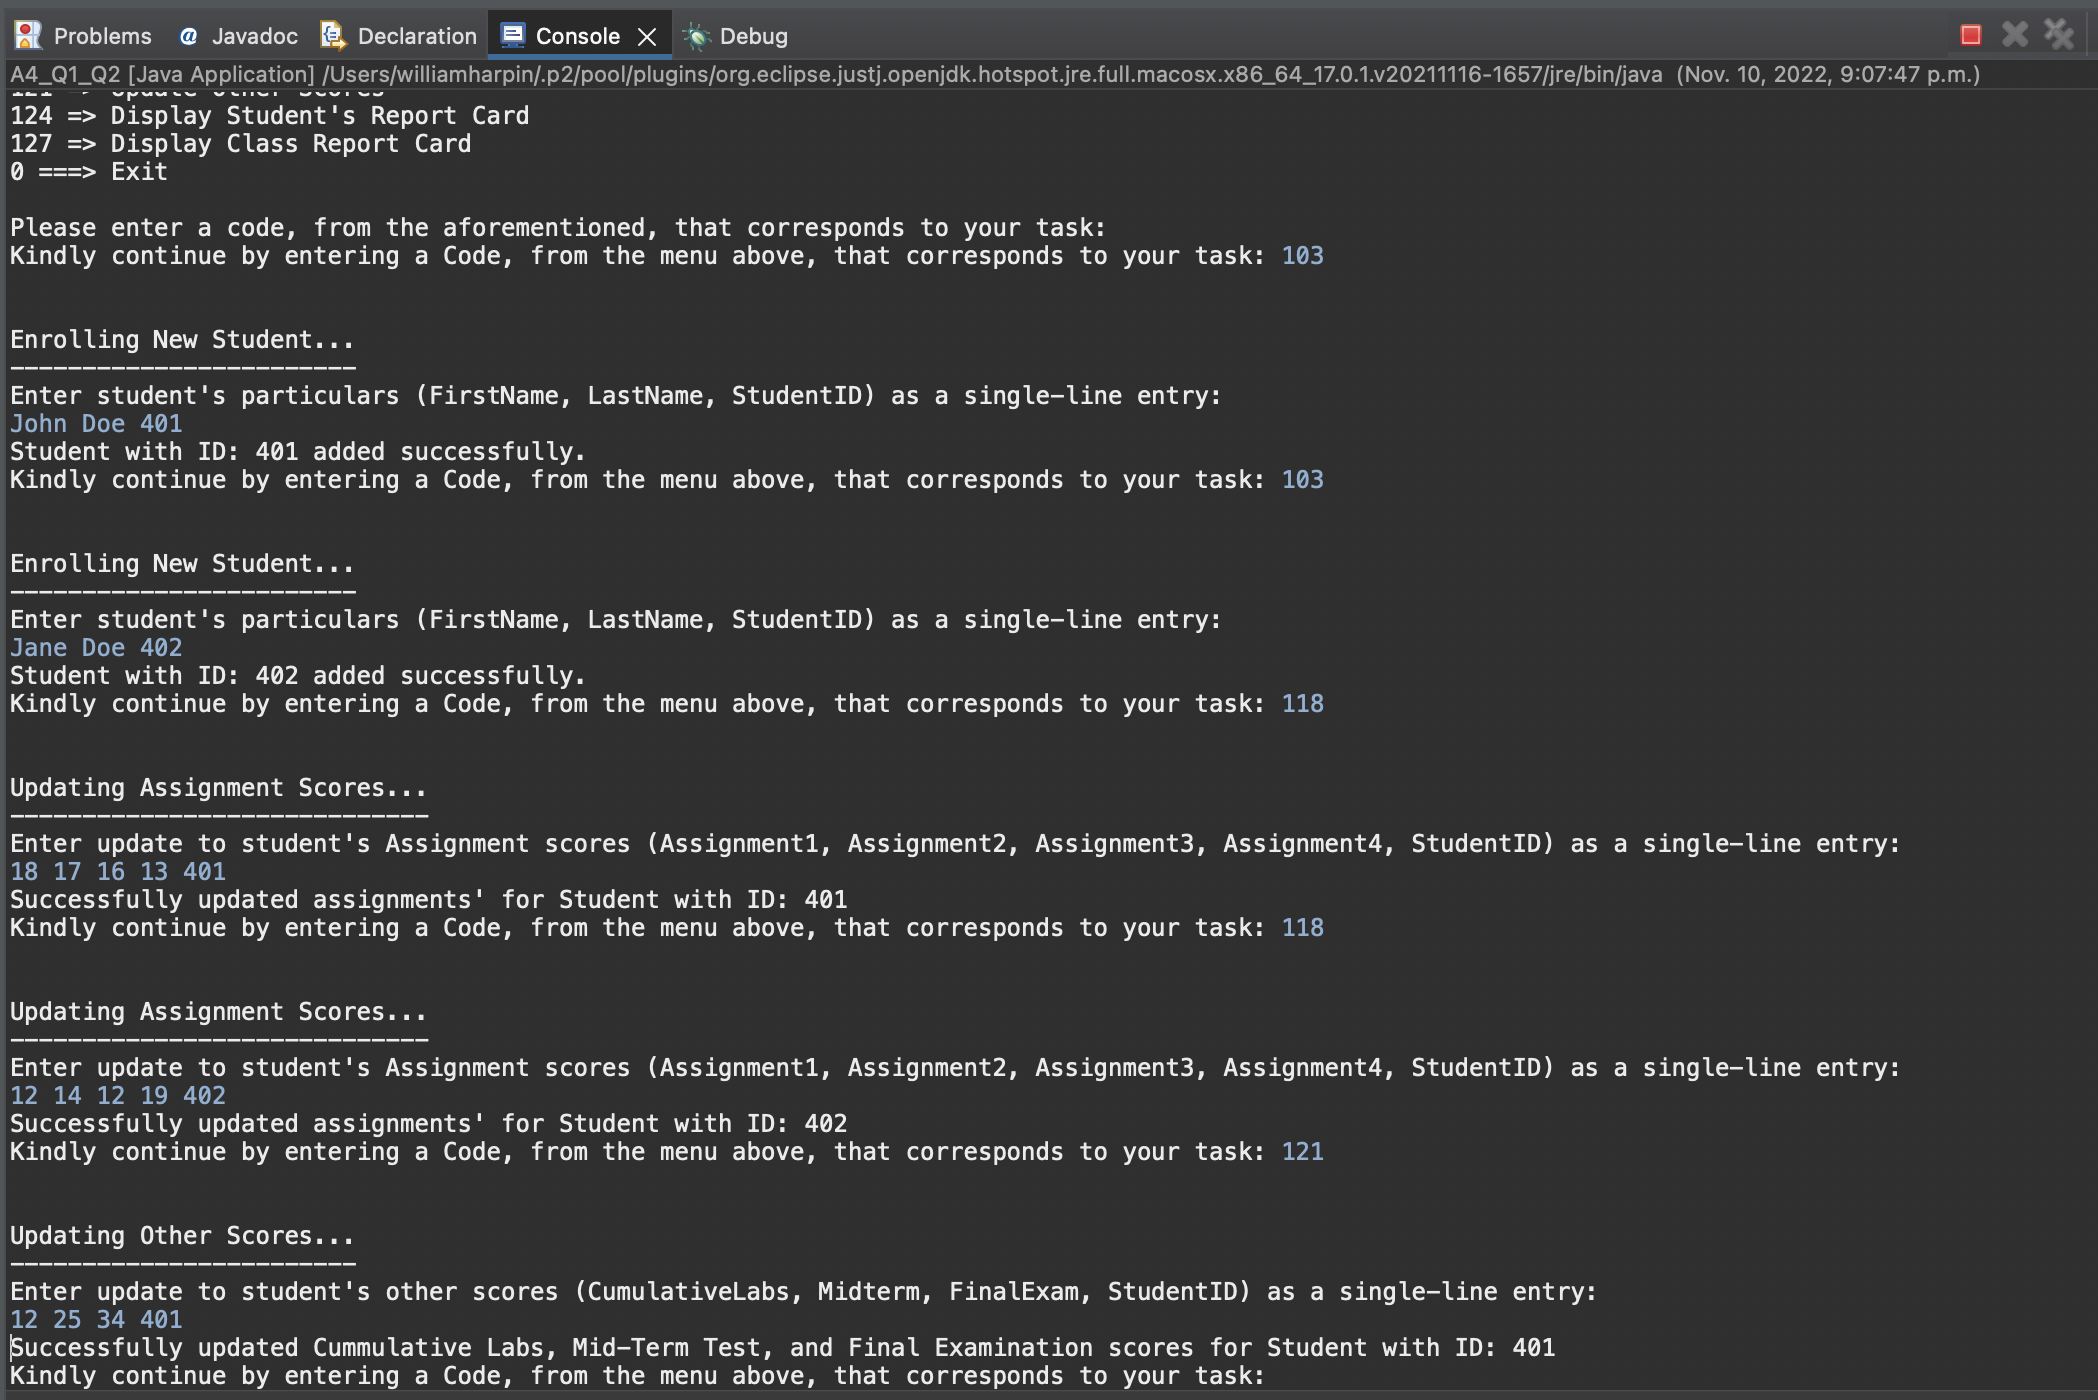 Problems @ Javadoc Declaration Console Debug
A4_Q1_Q2 [Java Application] /Users/williamharpin/.p2/pool/plugins/org.eclipse.justj.openjdk.hotspot.jre.full.macosx.x86_64_17.0.1.v20211116-1657/jre/bin/java (Nov. 10, 2022, 9:07:47 p.m.)
121 => Update Other Scores
124 => Display Student's Report Card
127 => Display Class Report Card
0 ===> Exit
Please enter a code, from the aforementioned, that corresponds to your task:
Kindly continue by entering a Code, from the menu above, that corresponds to your task: 103
Enrolling New Student...
------------------------
Enter student's particulars (FirstName, LastName, StudentID) as a single-line entry:
John Doe 401
Student with ID: 401 added successfully.
Kindly continue by entering a Code, from the menu above, that corresponds to your task: 103
Enrolling New Student...
------------------------
Enter student's particulars (FirstName, LastName, StudentID) as a single-line entry:
Jane Doe 402
Student with ID: 402 added successfully.
Kindly continue by entering a Code, from the menu above, that corresponds to your task: 118
Updating Assignment Scores...
-----------------------------
Enter update to student's Assignment scores (Assignment1, Assignment2, Assignment3, Assignment4, StudentID) as a single-line entry:
18 17 16 13 401
Successfully updated assignments' for Student with ID: 401
Kindly continue by entering a Code, from the menu above, that corresponds to your task: 118
Updating Assignment Scores...
-----------------------------
Enter update to student's Assignment scores (Assignment1, Assignment2, Assignment3, Assignment4, StudentID) as a single-line entry:
12 14 12 19 402
Successfully updated assignments' for Student with ID: 402
Kindly continue by entering a Code, from the menu above, that corresponds to your task: 121
Updating Other Scores...
------------------------
Enter update to student's other scores (CumulativeLabs, Midterm, FinalExam, StudentID) as a single-line entry:
12 25 34 401
Successfully updated Cummulative Labs, Mid-Term Test, and Final Examination scores for Student with ID: 401
Kindly continue by entering a Code, from the menu above, that corresponds to your task: